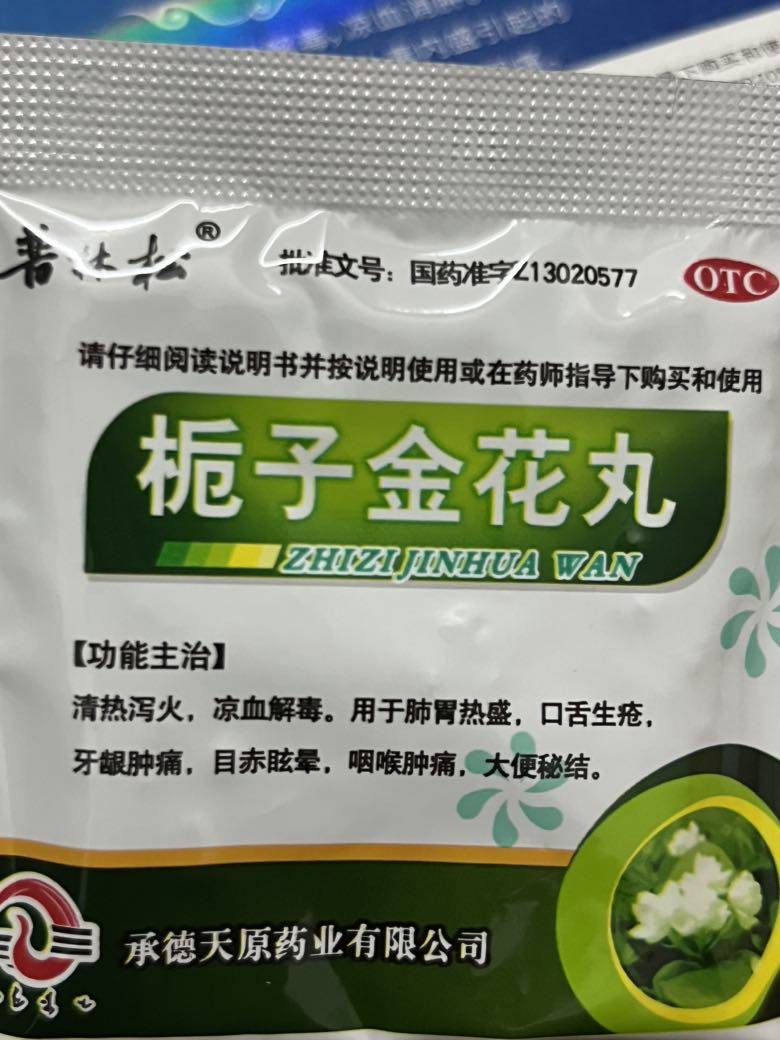 普林松®
批准文号：国药准字Z13020577
OTC
请仔细阅读说明书并按说明使用或在药师指导下购买和使用
栀子金花丸
ZHIZI JINHUA WAN
【功能主治】
清热泻火，凉血解毒。用于肺胃热盛，口舌生疮，
牙龈肿痛，目赤眩晕，咽喉肿痛，大便秘结。
承德天原药业有限公司